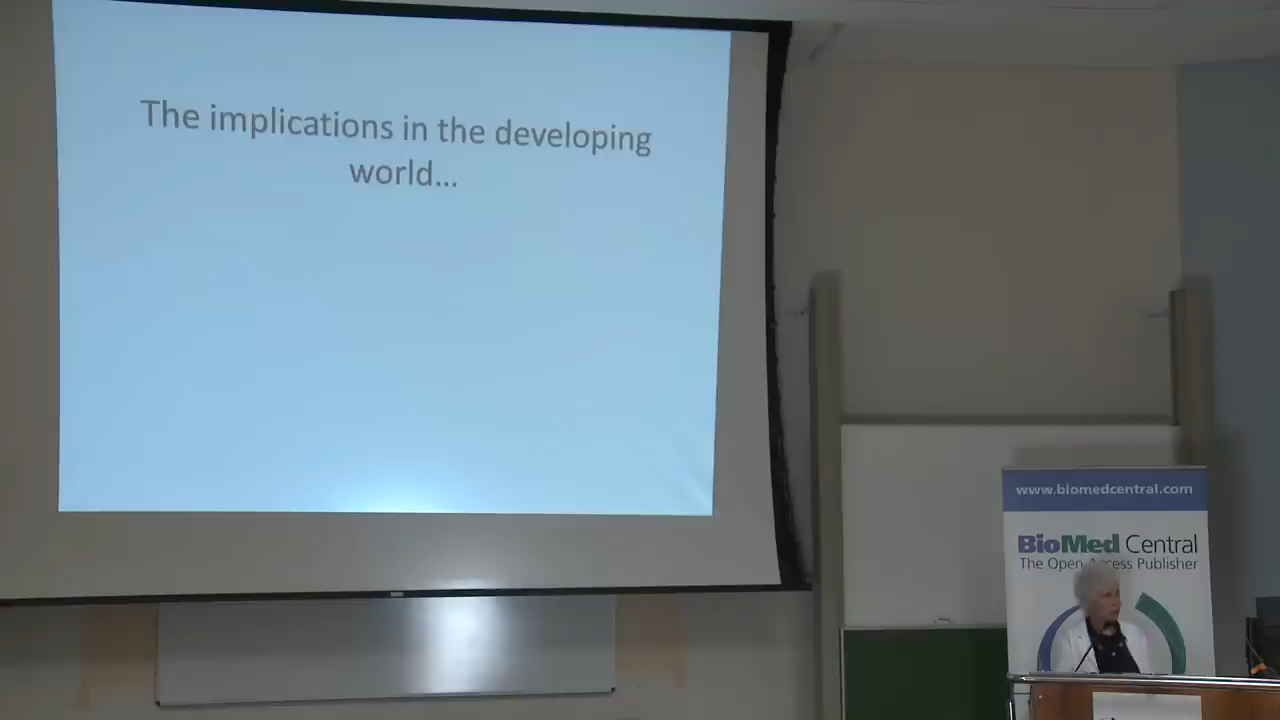 The implications in the developing
world...
www.biomedcentral.com
BioMed Central
The Open Access Publisher